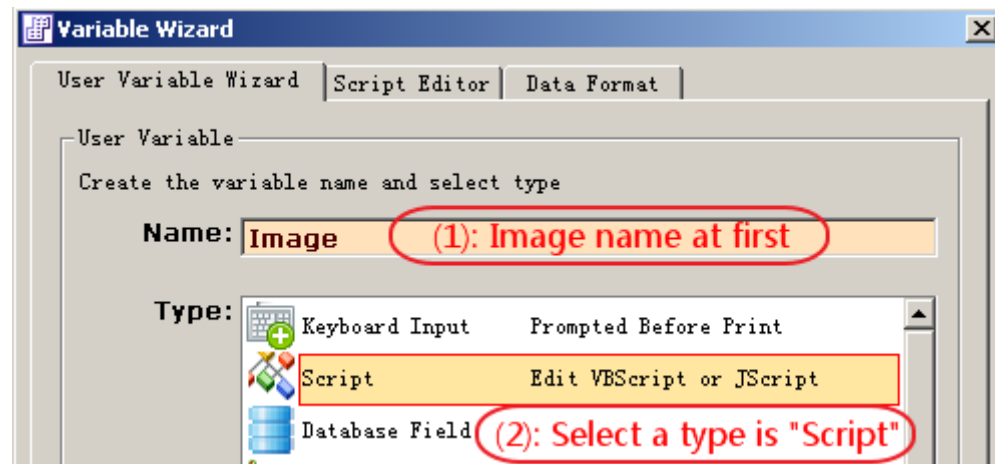 Variable Wizard
User Variable Wizard Script Editor Data Format
User Variable
Create the variable name and select type
Name: Image (1): Image name at first
Type:
Keyboard Input Prompted Before Print
Script Edit VBScript or JScript
Database Field (2): Select a type is "Script"